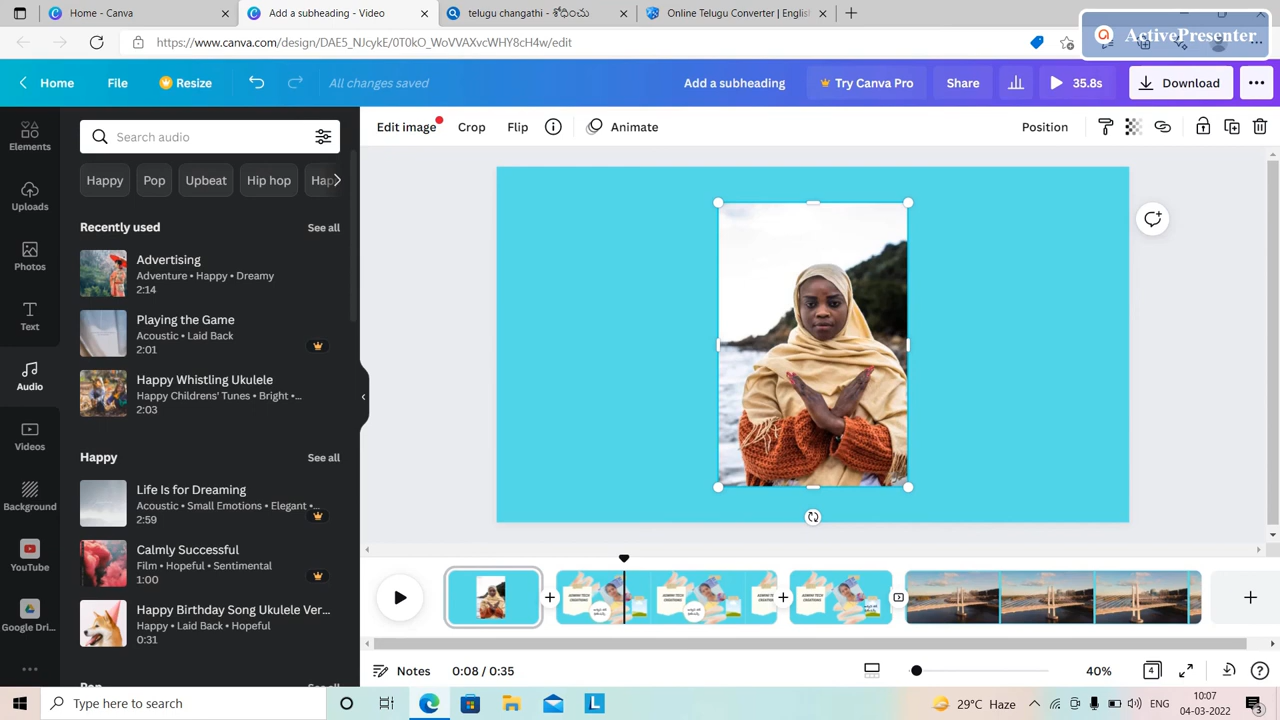 Home - Canva
Add a subheading - Video
telugu changathi - శోధించు
Online Telugu Converter | Englis
https://www.canva.com/design/DAE5_NJcykE/0T0kO_WoVVAXvcWHY8cH4w/edit
ActivePresenter
Home
File
Resize
All changes saved
Add a subheading
Try Canva Pro
Share
35.8s
Download
Elements
Uploads
Photos
Text
Audio
Videos
Background
YouTube
Google Dri...
Search audio
Happy
Pop
Upbeat
Hip hop
Hap
Recently used
See all
Advertising
Adventure • Happy • Dreamy
2:14
Playing the Game
Acoustic • Laid Back
2:01
Happy Whistling Ukulele
Happy Childrens' Tunes • Bright •...
2:03
Happy
See all
Life Is for Dreaming
Acoustic • Small Emotions • Elegant •...
2:59
Calmly Successful
Film • Hopeful • Sentimental
1:00
Happy Birthday Song Ukulele Ver...
Happy • Laid Back • Hopeful
0:31
Edit image
Crop
Flip
Animate
Position
Notes
0:08 / 0:35
40%
4
Type here to search
29°C Haze
ENG
10:07
04-03-2022
3